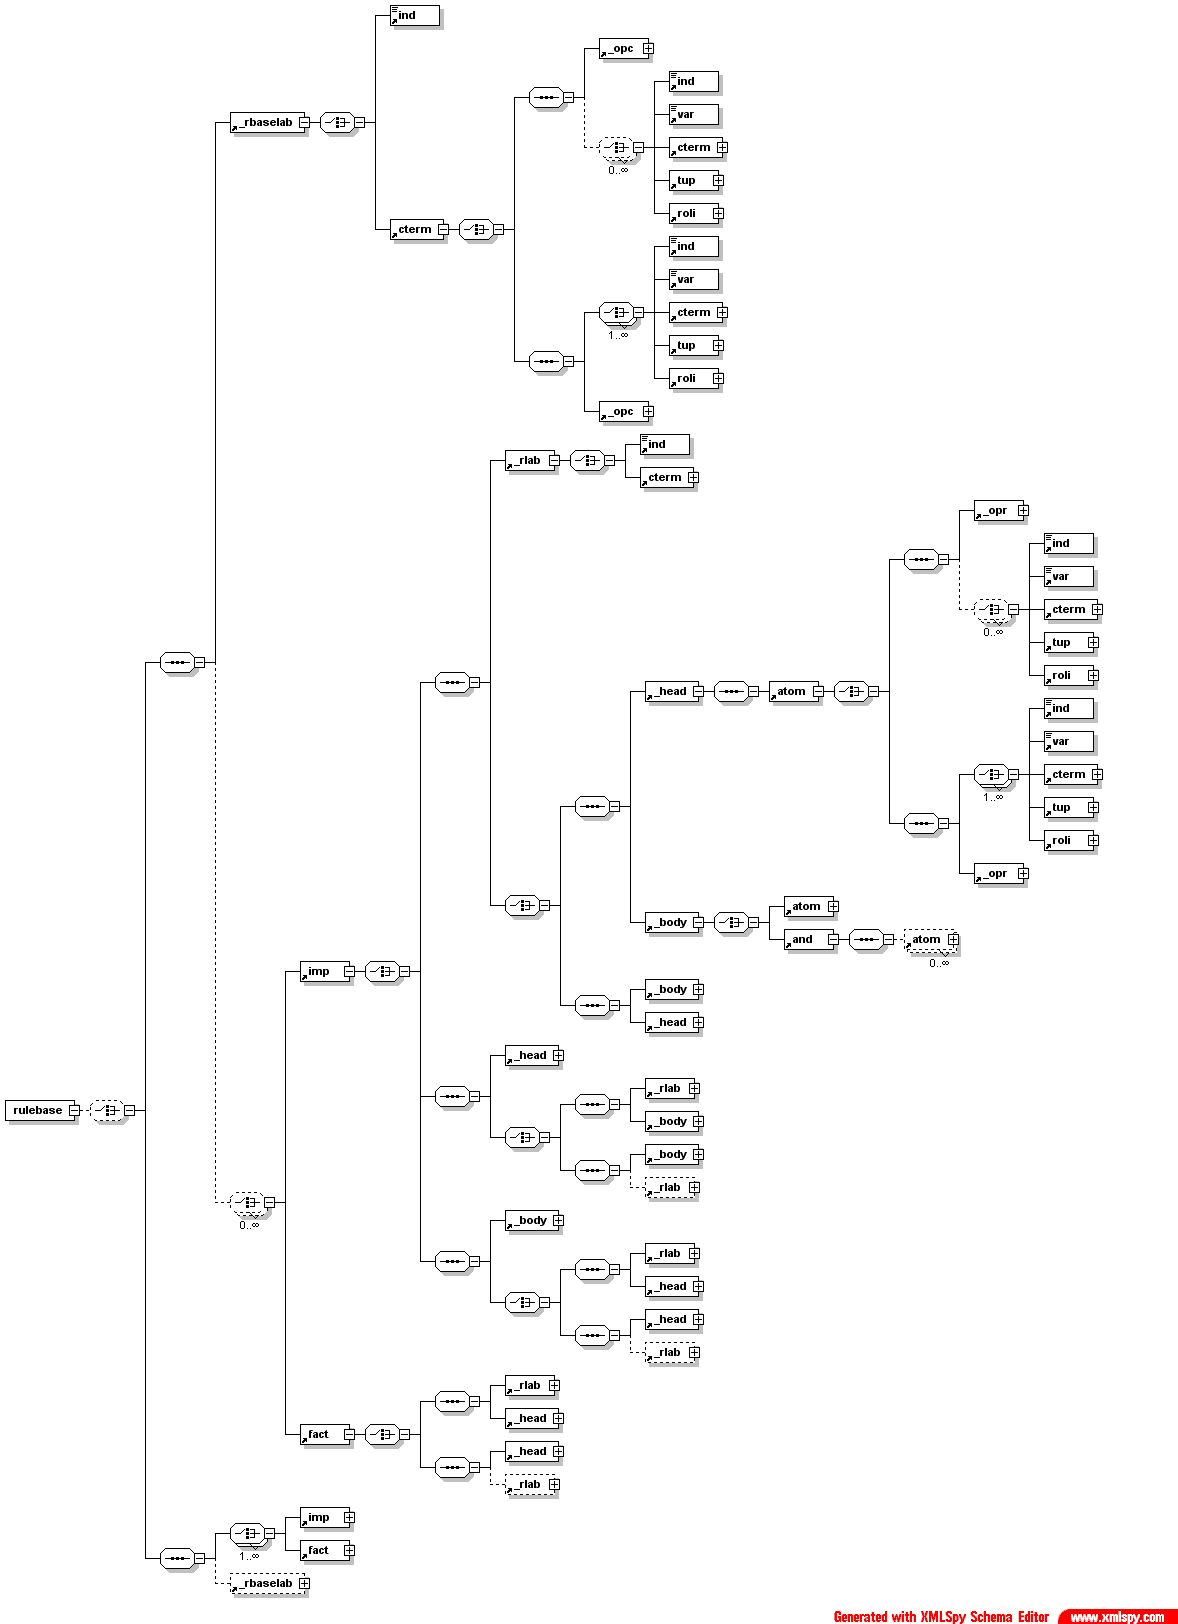 ind
_opc
ind
var
_rbaselab
cterm
0..∞
tup
roli
cterm
ind
var
cterm
1..∞
tup
roli
_opc
ind
_rlab
cterm
_opr
ind
var
cterm
0..∞
tup
roli
_head
atom
ind
var
cterm
1..∞
tup
roli
_opr
atom
_body
and
atom
0..∞
imp
_body
_head
_head
_rlab
rulebase
_body
_body
_rlab
0..∞
_body
_rlab
_head
_head
_rlab
_rlab
_head
fact
_head
_rlab
imp
1..∞
fact
_rbaselab
Generated with XMLSpy Schema Editor www.xmlspy.com